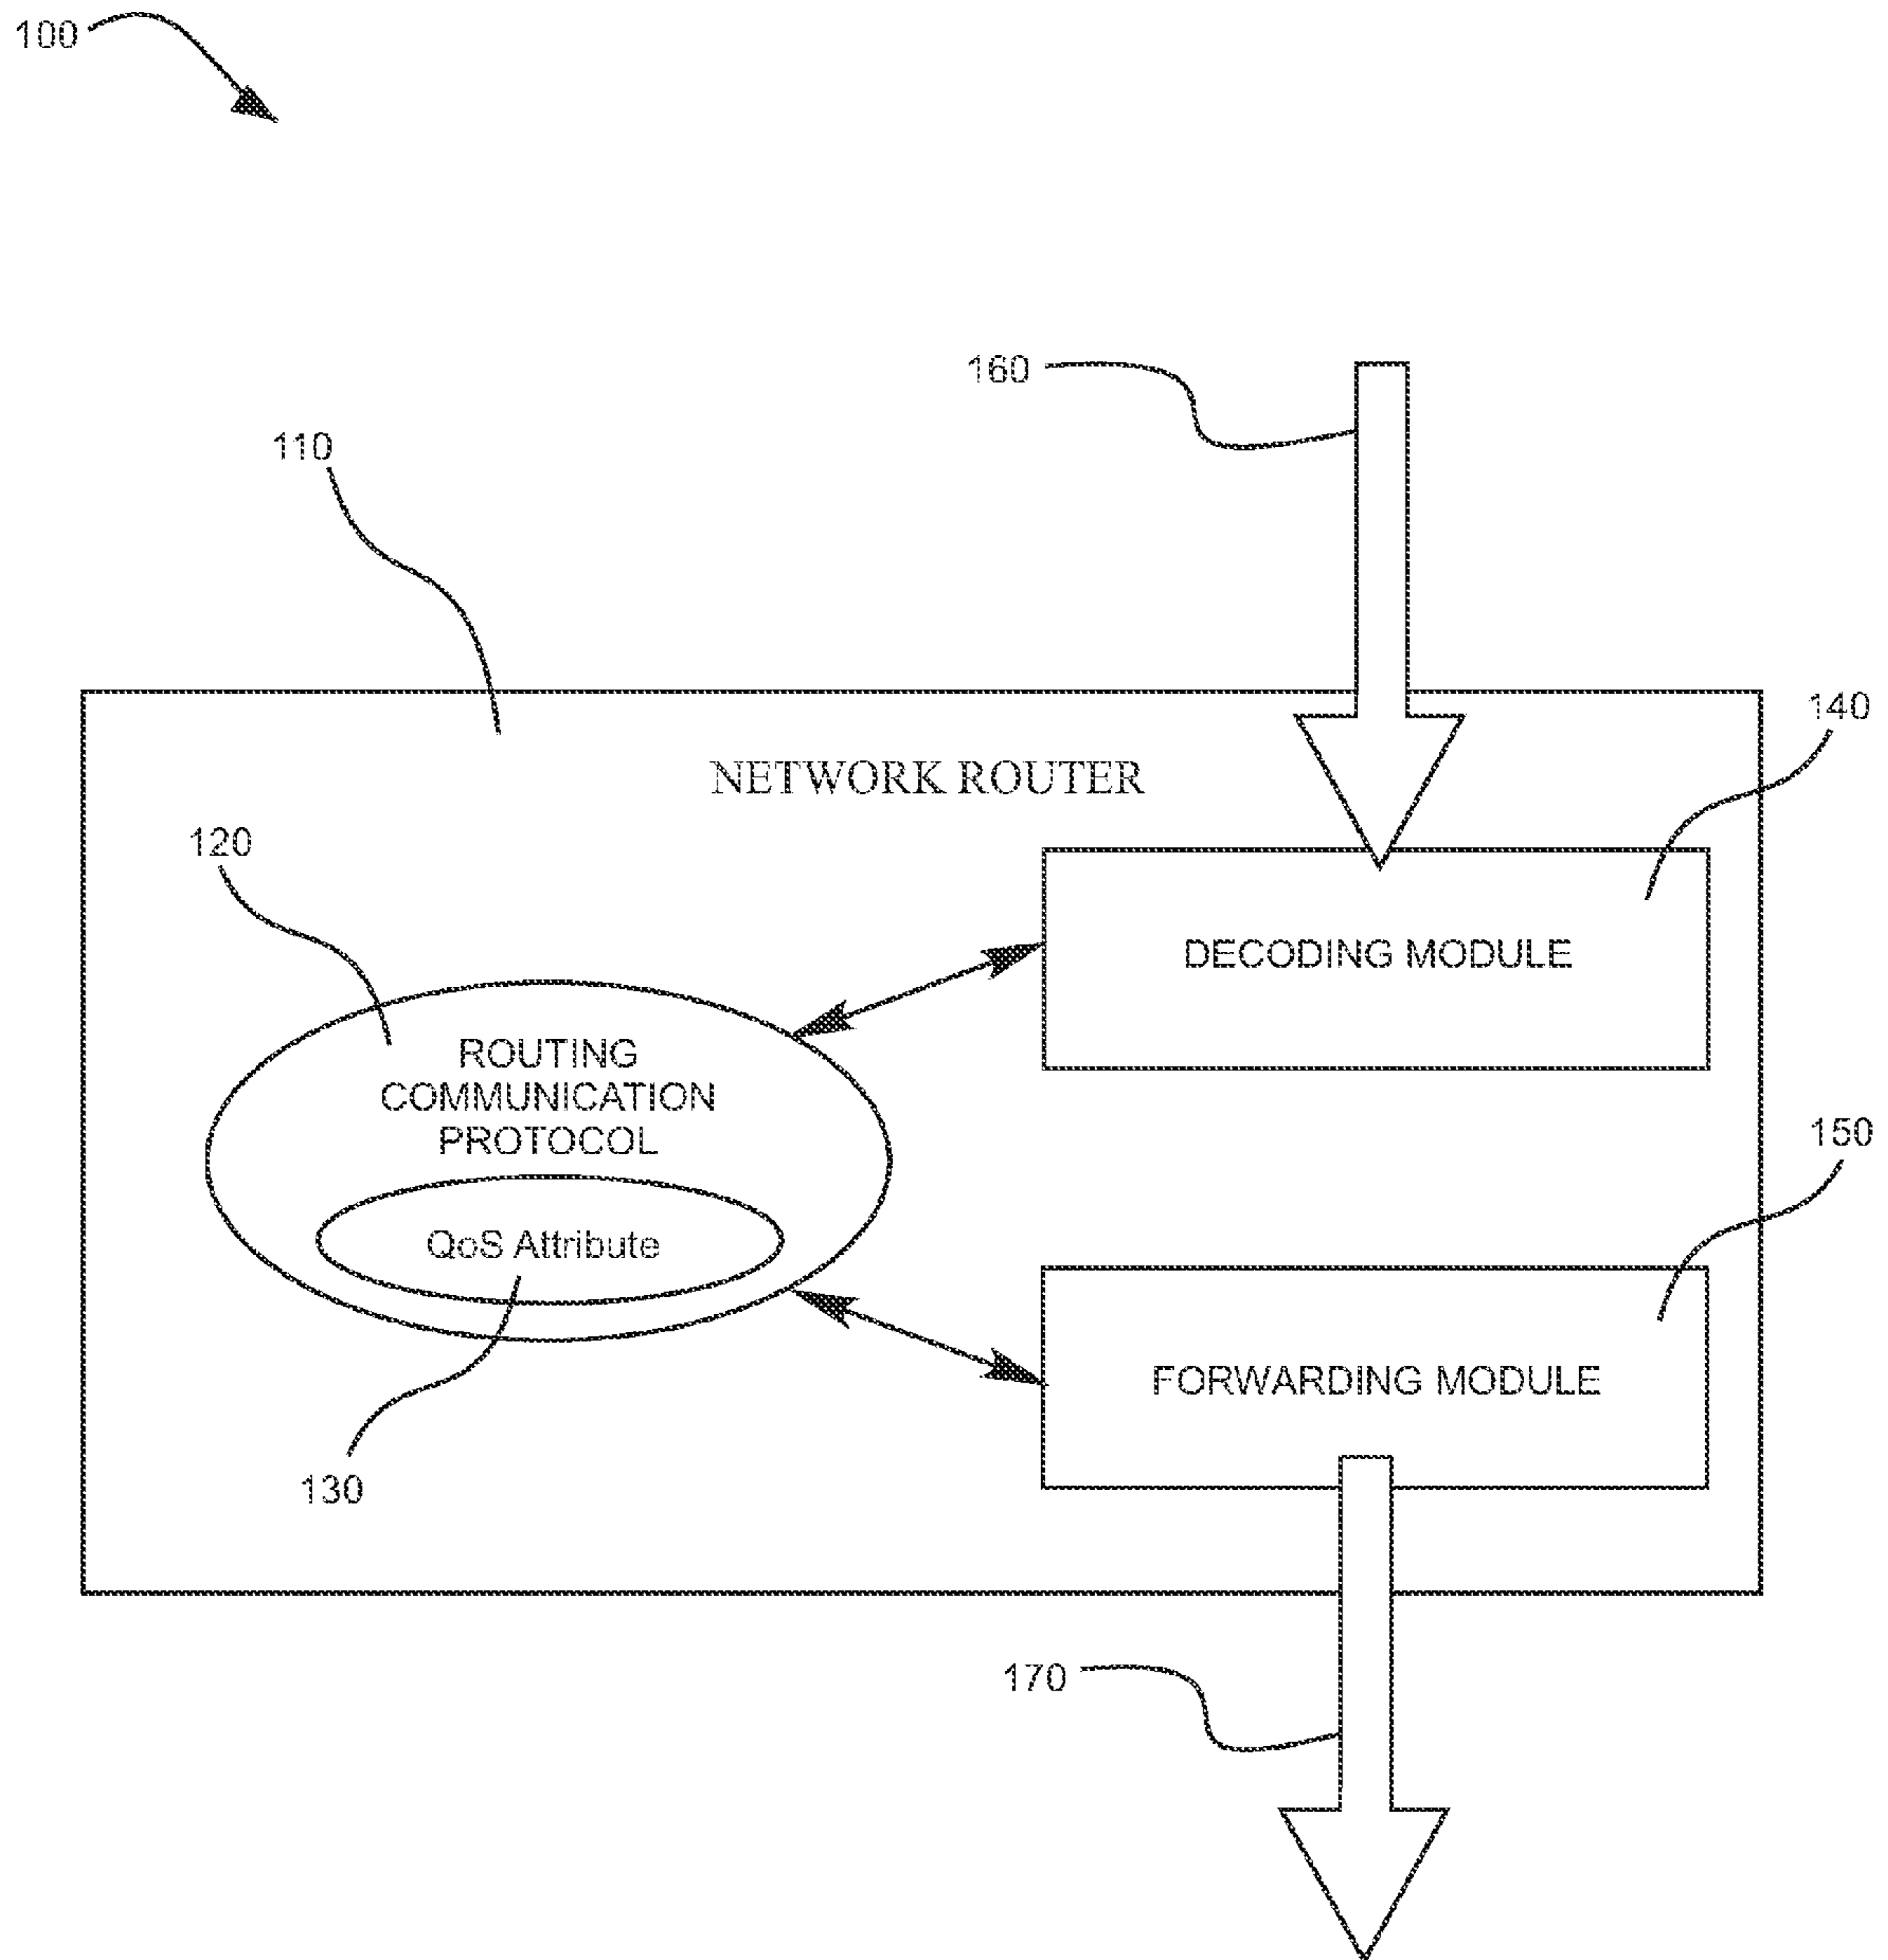 100
160
110
140
NETWORK ROUTER
120
DECODING MODULE
ROUTING
COMMUNICATION
PROTOCOL
150
QoS Attribute
FORWARDING MODULE
130
170